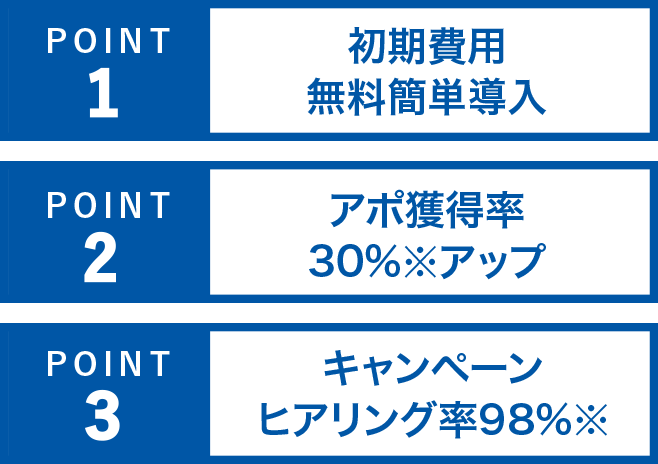 POINT
1
初期費用
無料簡単導入
POINT
2
アポ獲得率
30%※アップ
POINT
3
キャンペーン
ヒアリング率98%※